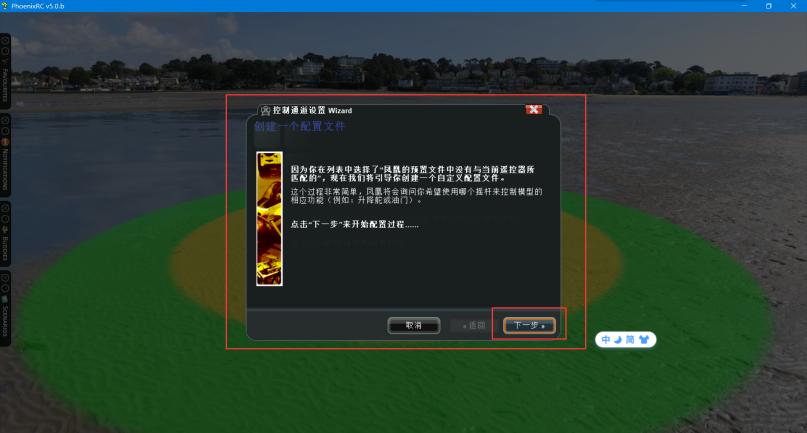 PhoenixRC v5.0.b
FAVOURITES
NOTIFICATIONS
BUDDIES
SCENARIOS
控制通道设置 Wizard
创建一个配置文件
因为你在列表中选择了“凤凰的预置文件中没有与当前遥控器所
匹配的”，现在我们将引导你创建一个自定义配置文件。
这个过程非常简单，凤凰将会询问你希望使用哪个摇杆来控制模型的
相应功能（例如：升降舵或油门）。
点击“下一步”来开始配置过程......
取消
« 返回
下一步 »
中 简